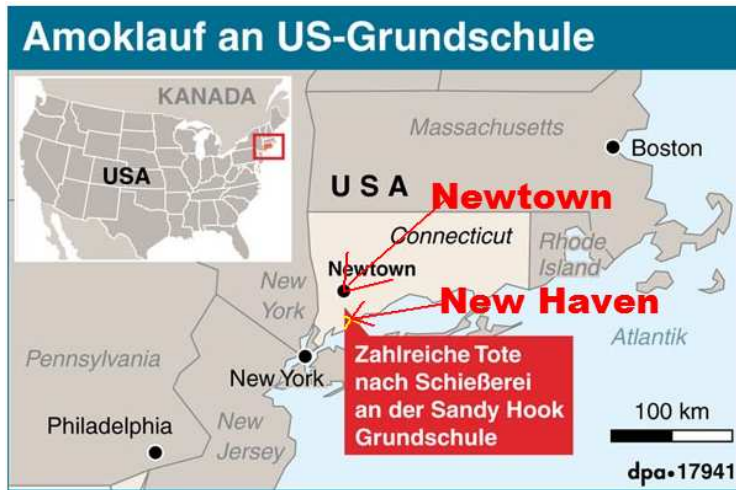 Amoklauf an US-Grundschule
KANADA
USA
Massachusetts
Boston
USA
Newtown
Connecticut
Rhode
Island
Newtown
New
York
New Haven
Atlantik
Pennsylvania
New York
Zahlreiche Tote
nach Schießerei
an der Sandy Hook
Grundschule
100 km
Philadelphia
New
Jersey
dpa•17941